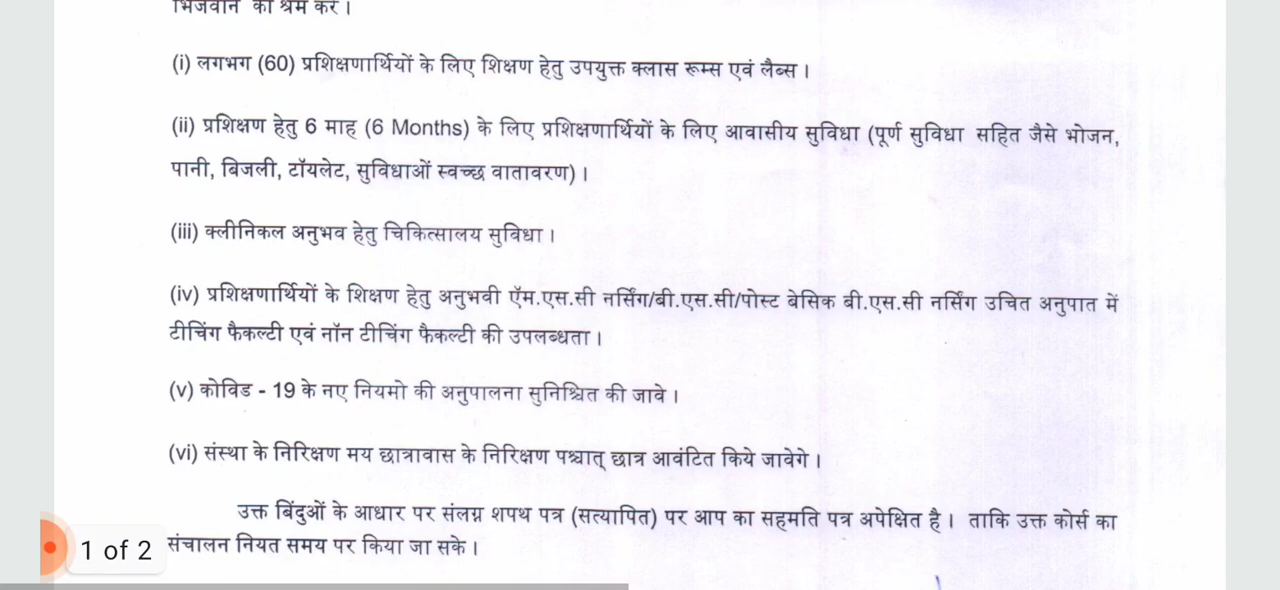 भिजवाने का श्रम करे ।
(i) लगभग (60) प्रशिक्षणार्थियों के लिए शिक्षण हेतु उपयुक्त क्लास रूम्स एवं लैब्स ।
(ii) प्रशिक्षण हेतु 6 माह (6 Months) के लिए प्रशिक्षणार्थियों के लिए आवासीय सुविधा (पूर्ण सुविधा सहित जैसे भोजन,
पानी, बिजली, टॉयलेट, सुविधाओं स्वच्छ वातावरण) ।
(iii) क्लीनिकल अनुभव हेतु चिकित्सालय सुविधा ।
(iv) प्रशिक्षणार्थियों के शिक्षण हेतु अनुभवी ऍम.एस.सी नर्सिंग/बी.एस.सी/पोस्ट बेसिक बी.एस.सी नर्सिंग उचित अनुपात में
टीचिंग फैकल्टी एवं नॉन टीचिंग फैकल्टी की उपलब्धता ।
(v) कोविड - 19 के नए नियमो की अनुपालना सुनिश्चित की जावे ।
(vi) संस्था के निरिक्षण मय छात्रावास के निरिक्षण पश्चात् छात्र आवंटित किये जावेगे ।
उक्त बिंदुओं के आधार पर संलग्न शपथ पत्र (सत्यापित) पर आप का सहमति पत्र अपेक्षित है । ताकि उक्त कोर्स का
संचालन नियत समय पर किया जा सके ।
1 of 2